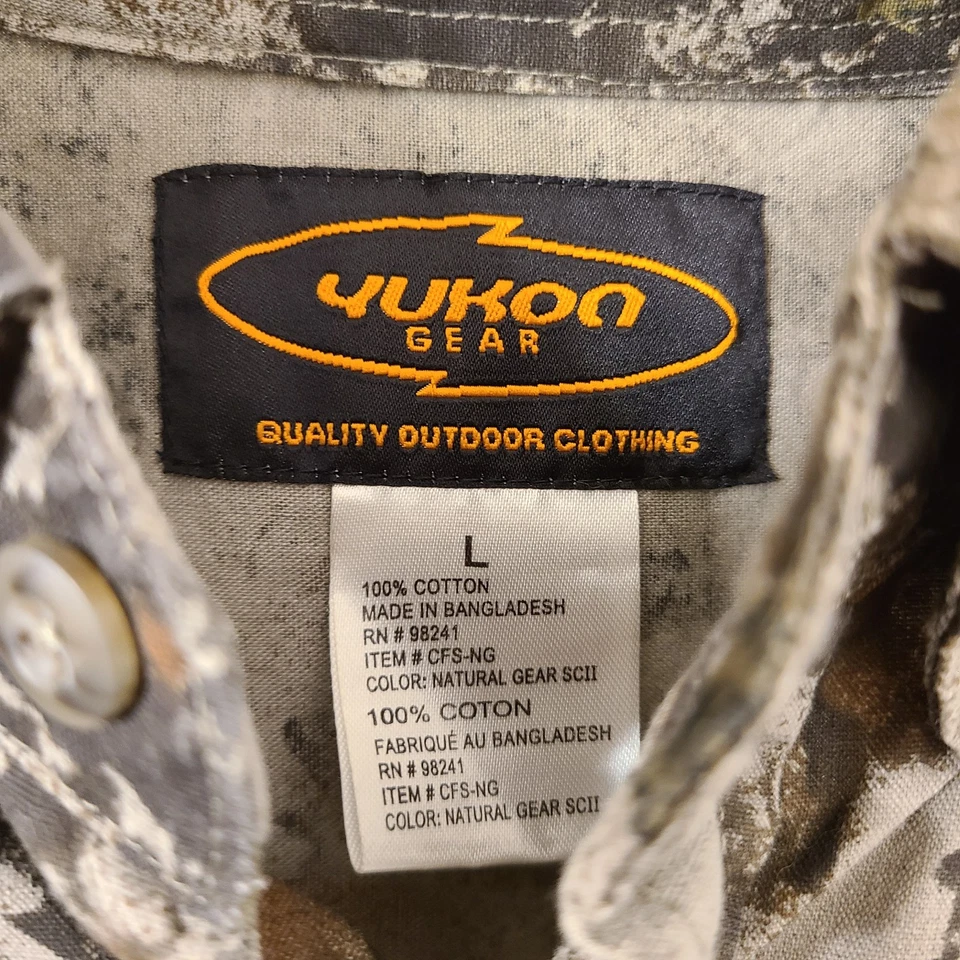 YUKON
GEAR
QUALITY OUTDOOR CLOTHING
L
100% COTTON
MADE IN BANGLADESH
RN # 98241
ITEM # CFS-NG
COLOR: NATURAL GEAR SCII
100% COTON
FABRIQUÉ AU BANGLADESH
RN # 98241
ITEM # CFS-NG
COLOR: NATURAL GEAR SCII